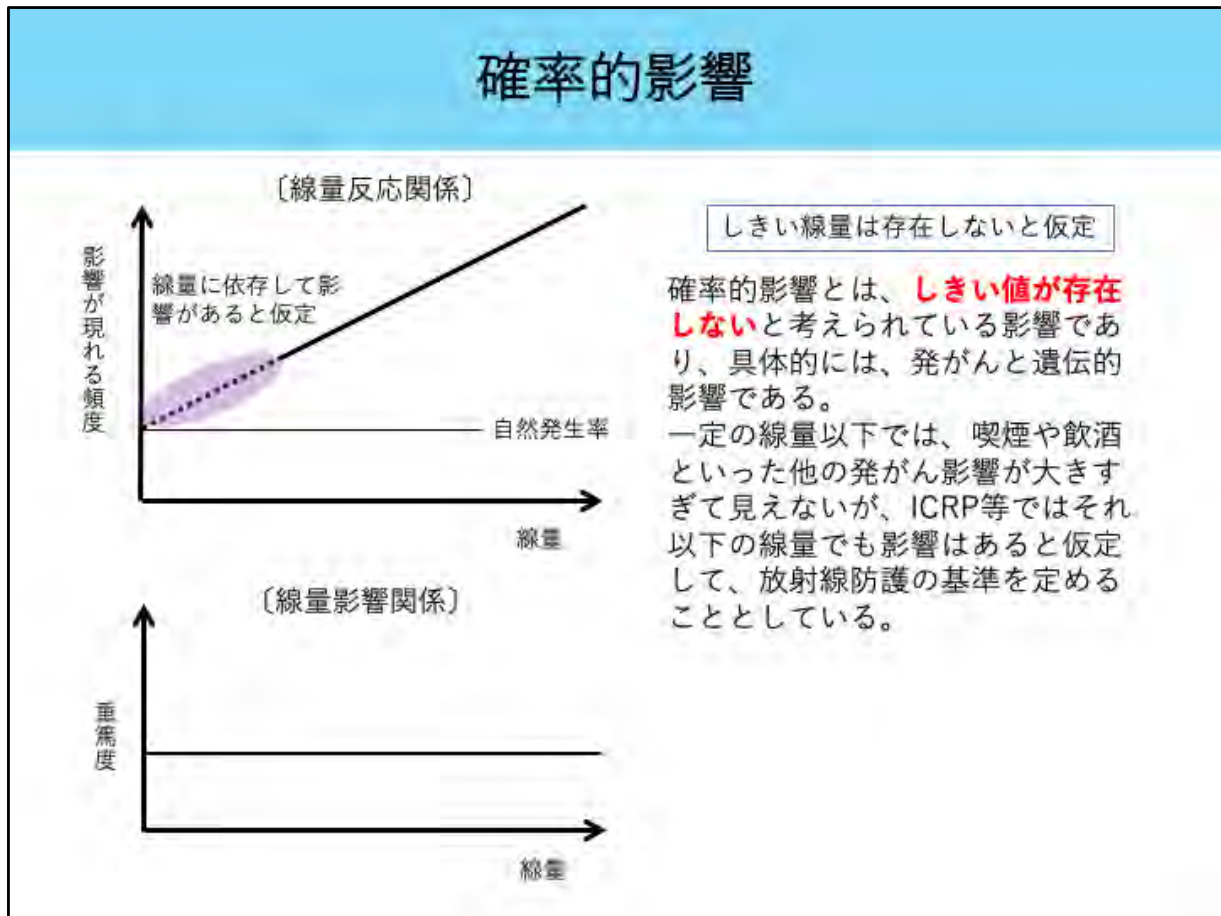 確率的影響
〔線量反応関係〕
影響が現れる頻度
線量に依存して影
響があると仮定
自然発生率
線量
〔線量影響関係〕
重篤度
線量
しきい線量は存在しないと仮定
確率的影響とは、しきい値が存在
しないと考えられている影響であ
り、具体的には、発がんと遺伝的
影響である。
一定の線量以下では、喫煙や飲酒
といった他の発がん影響が大きす
ぎて見えないが、ICRP等ではそれ
以下の線量でも影響はあると仮定
して、放射線防護の基準を定める
こととしている。